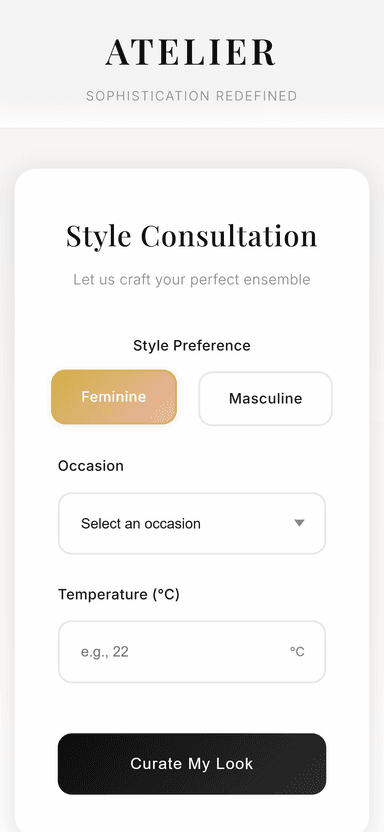 ATELIER
SOPHISTICATION REDEFINED
Style Consultation
Let us craft your perfect ensemble
Style Preference
Feminine
Masculine
Occasion
Select an occasion
Temperature (°C)
e.g., 22
°C
Curate My Look